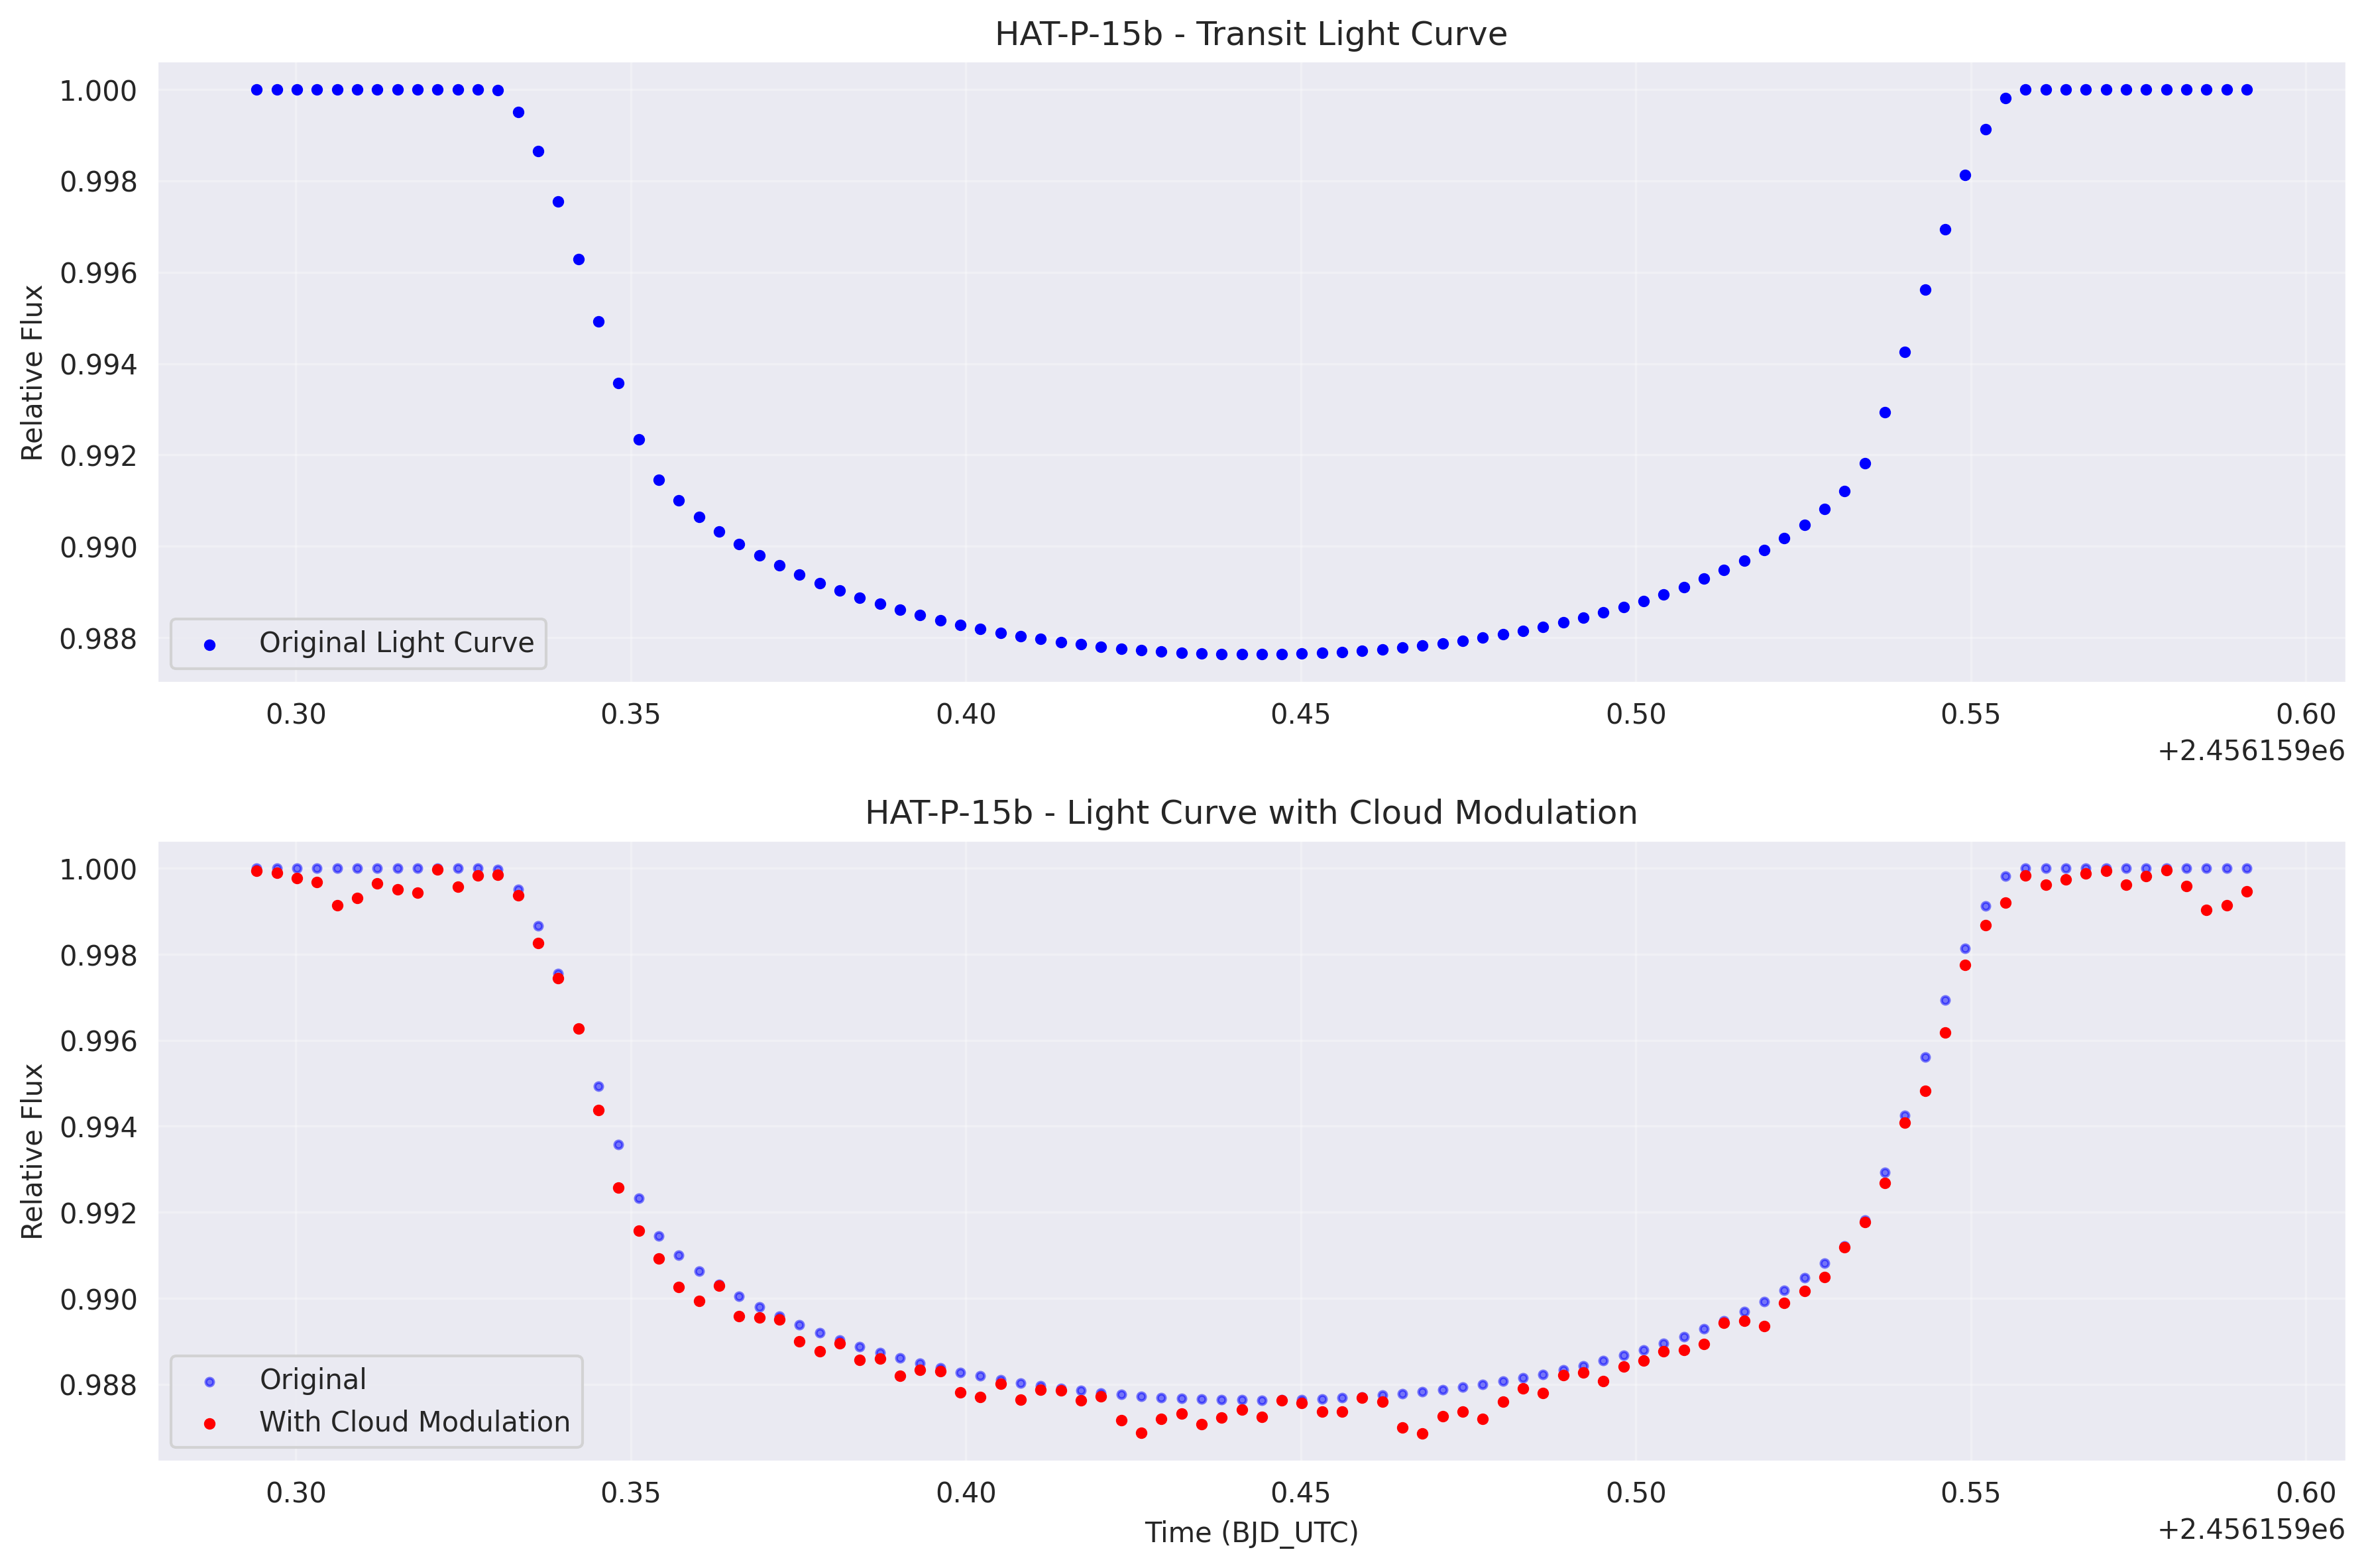 HAT-P-15b - Transit Light Curve
Relative Flux
1.000
0.998
0.996
0.994
0.992
0.990
0.988
Original Light Curve
0.30 0.35 0.40 0.45 0.50 0.55 0.60
+2.456159e6
HAT-P-15b - Light Curve with Cloud Modulation
Relative Flux
1.000
0.998
0.996
0.994
0.992
0.990
0.988
Original
With Cloud Modulation
0.30 0.35 0.40 0.45 0.50 0.55 0.60
Time (BJD_UTC)
+2.456159e6